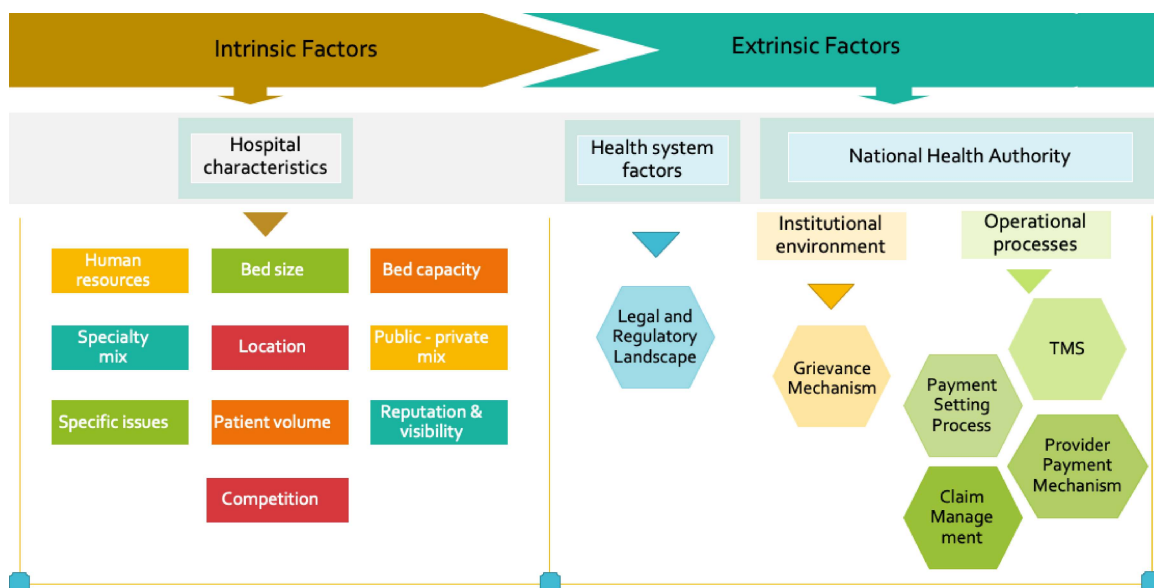 Intrinsic Factors
Extrinsic Factors
Hospital
characteristics
Health system
factors
National Health Authority
Human
resources
Bed size
Bed capacity
Specialty
mix
Location
Public - private
mix
Specific issues
Patient volume
Reputation &
visibility
Competition
Legal and
Regulatory
Landscape
Institutional
environment
Grievance
Mechanism
Operational
processes
TMS
Payment
Setting
Process
Provider
Payment
Mechanism
Claim
Manage
ment